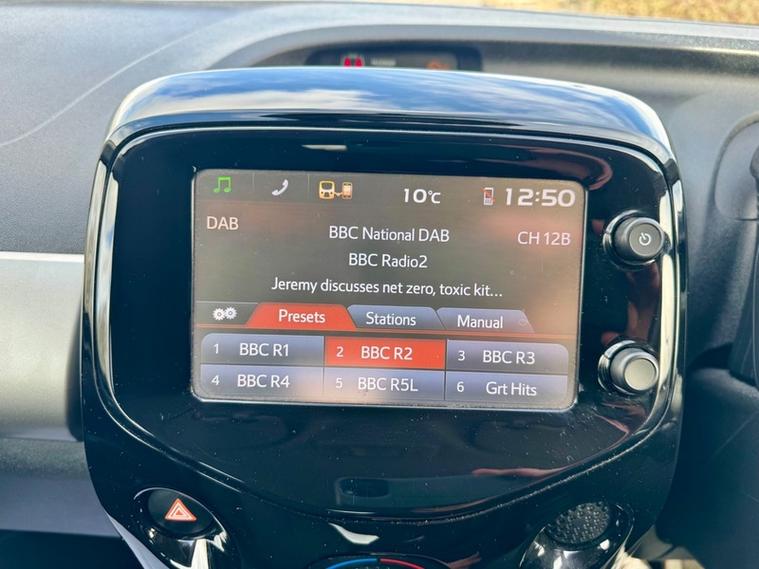 10°C 12:50
DAB BBC National DAB CH 12B
BBC Radio2
Jeremy discusses net zero, toxic kit...
Presets Stations Manual
1 BBC R1 2 BBC R2 3 BBC R3
4 BBC R4 5 BBC R5L 6 Grt Hits